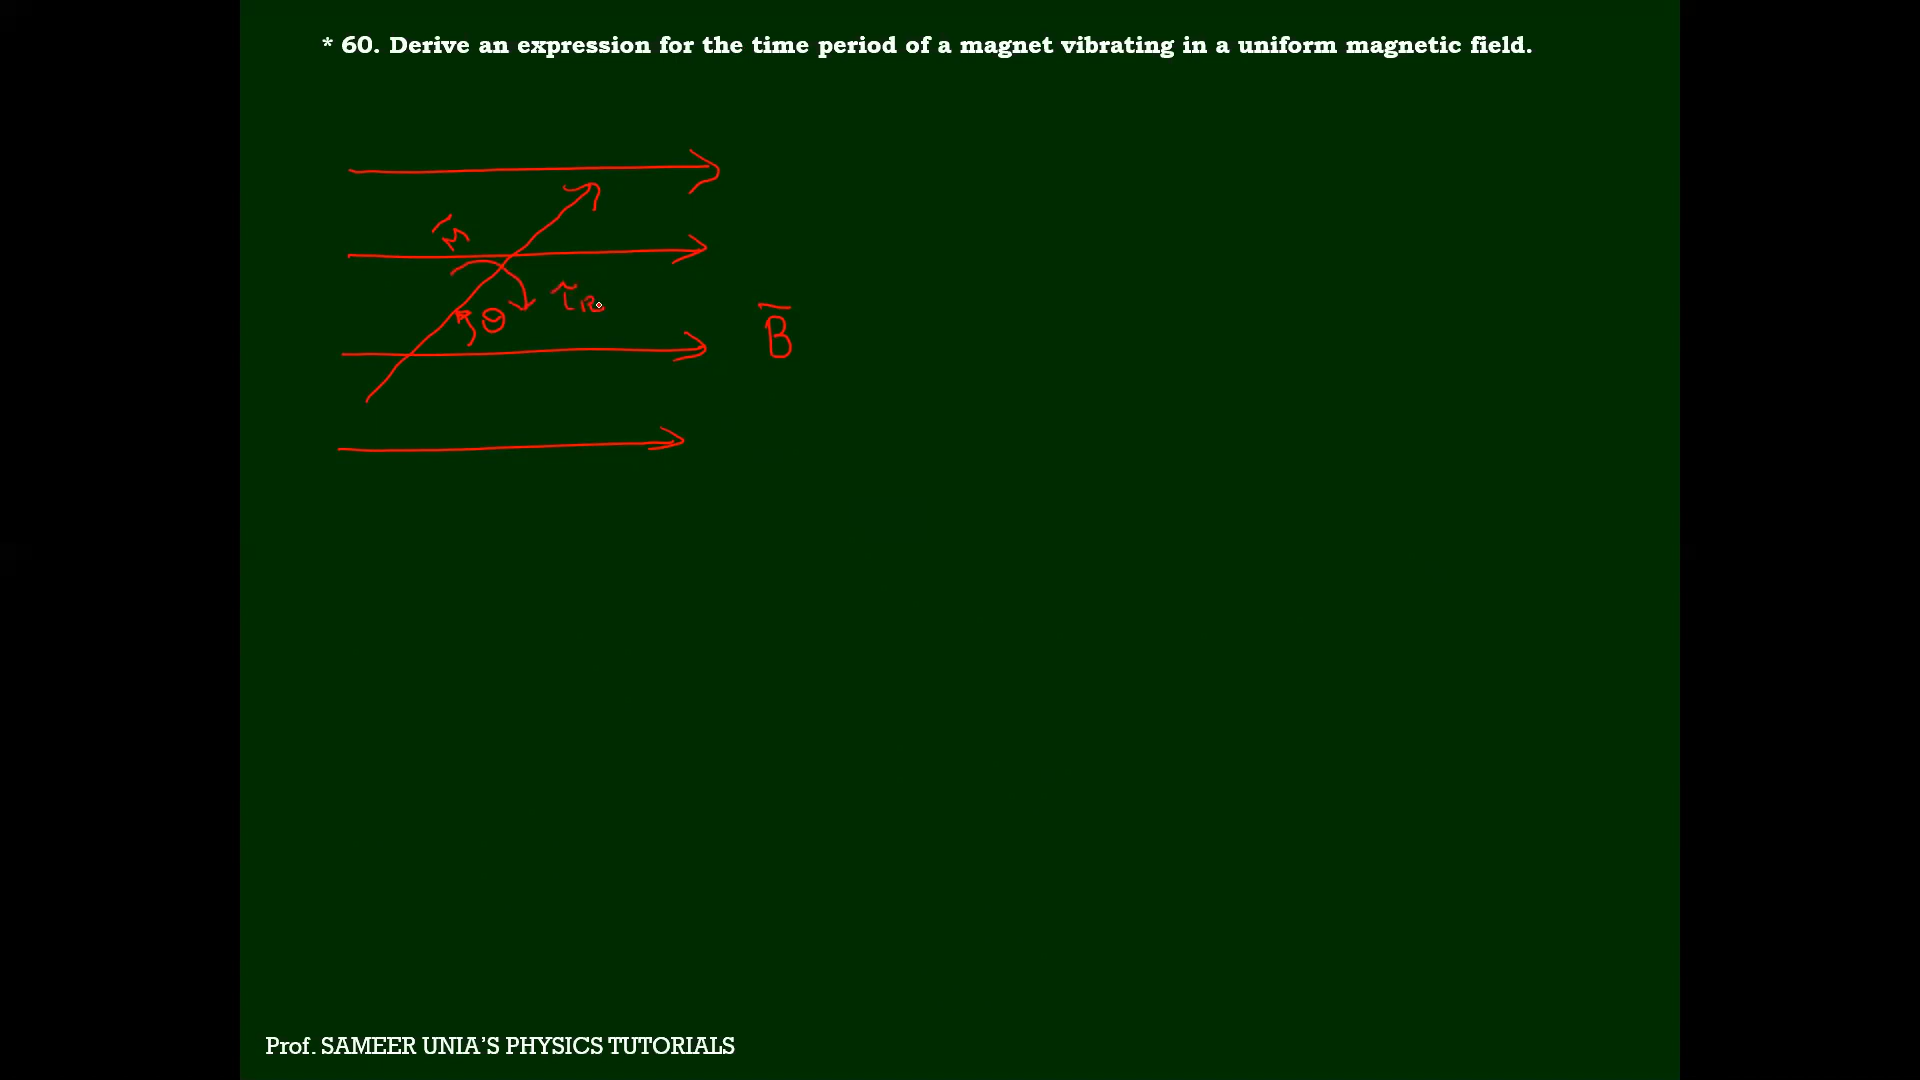 * 60. Derive an expression for the time period of a magnet vibrating in a uniform magnetic field.
M
τR
θ
B
Prof. SAMEER UNIA'S PHYSICS TUTORIALS